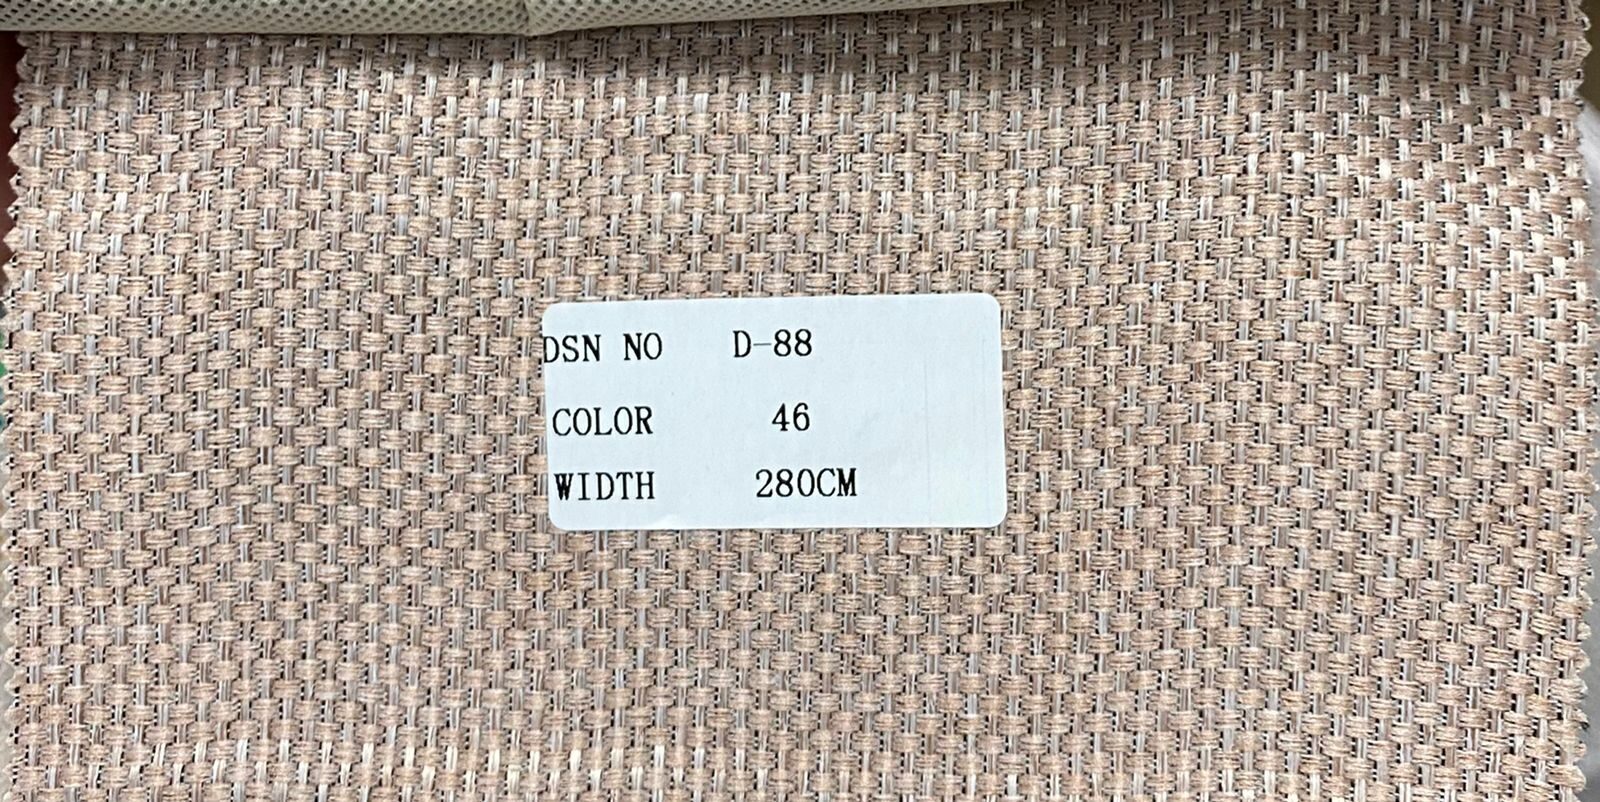 DSN NO D-88
COLOR 46
WIDTH 280CM